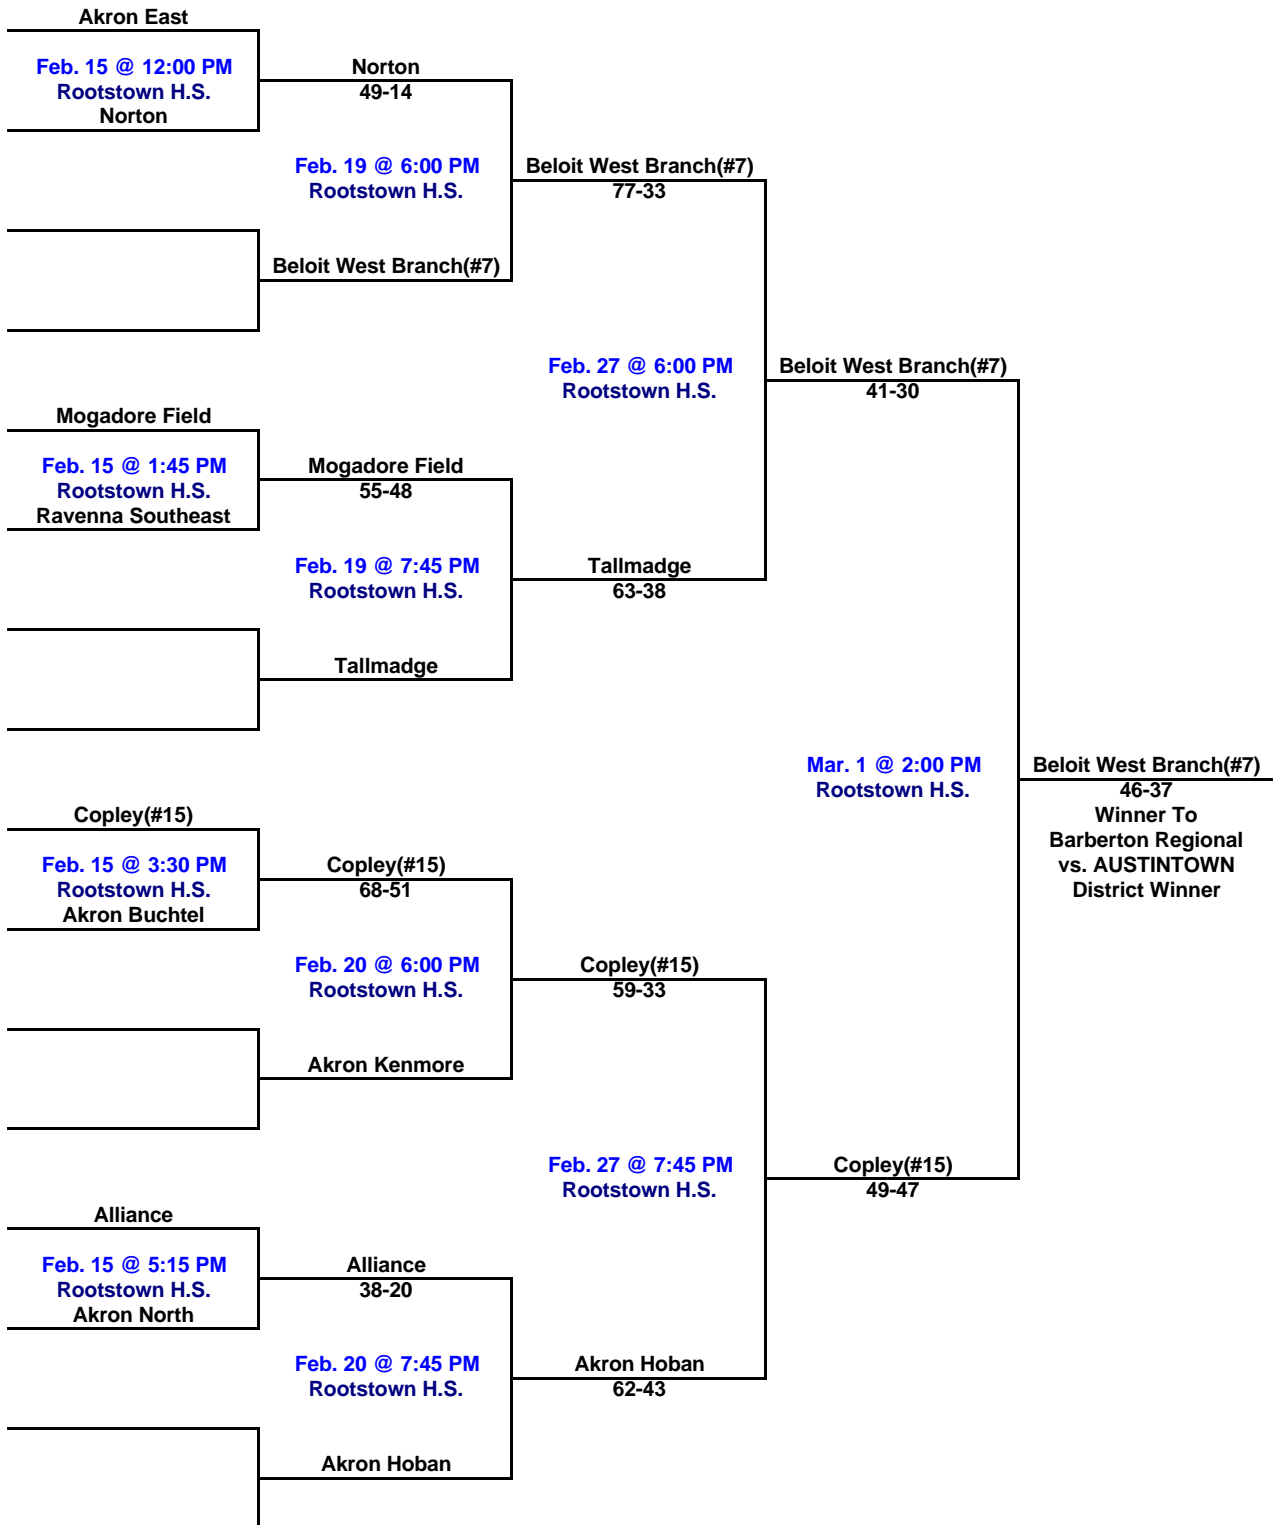 Akron East
Feb. 15 @ 12:00 PM
Rootstown H.S.
Norton
Norton
49-14
Feb. 19 @ 6:00 PM
Rootstown H.S.
Beloit West Branch(#7)
77-33
Beloit West Branch(#7)
Feb. 27 @ 6:00 PM
Rootstown H.S.
Beloit West Branch(#7)
41-30
Mogadore Field
Feb. 15 @ 1:45 PM
Rootstown H.S.
Ravenna Southeast
Mogadore Field
55-48
Feb. 19 @ 7:45 PM
Rootstown H.S.
Tallmadge
63-38
Tallmadge
Mar. 1 @ 2:00 PM
Rootstown H.S.
Beloit West Branch(#7)
46-37
Winner To
Barberton Regional
vs. AUSTINTOWN
District Winner
Copley(#15)
Feb. 15 @ 3:30 PM
Rootstown H.S.
Akron Buchtel
Copley(#15)
68-51
Feb. 20 @ 6:00 PM
Rootstown H.S.
Copley(#15)
59-33
Akron Kenmore
Feb. 27 @ 7:45 PM
Rootstown H.S.
Copley(#15)
49-47
Alliance
Feb. 15 @ 5:15 PM
Rootstown H.S.
Akron North
Alliance
38-20
Feb. 20 @ 7:45 PM
Rootstown H.S.
Akron Hoban
62-43
Akron Hoban